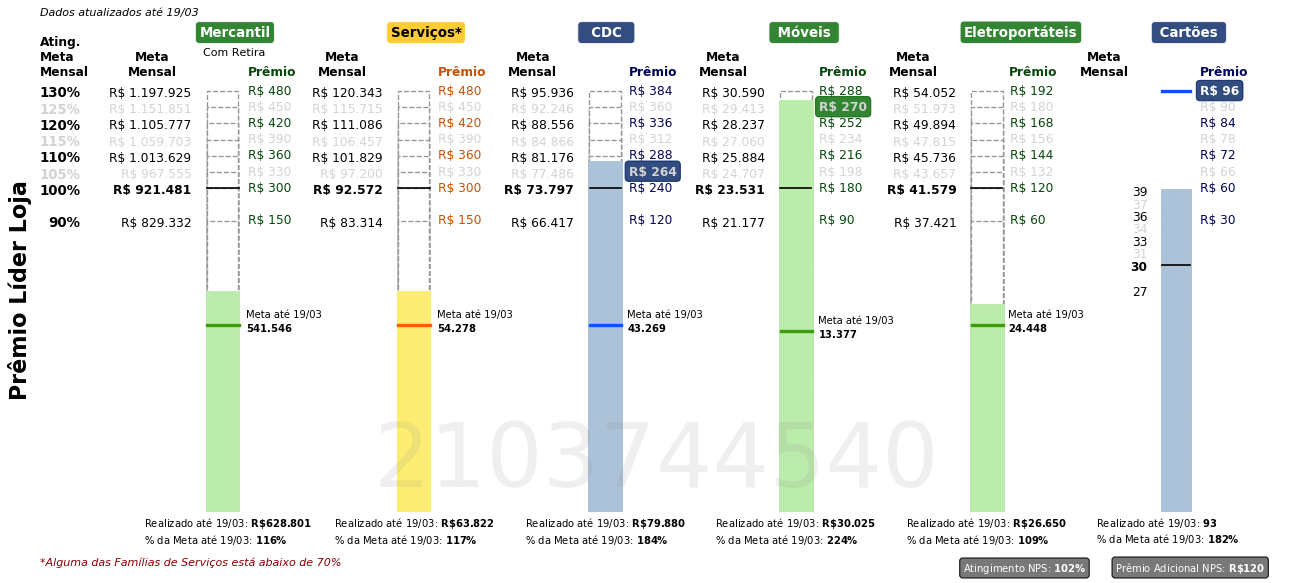 Dados atualizados até 19/03
Mercantil Serviços* CDC Móveis Eletroportáteis Cartões
Com Retira
Ating. Meta Mensal
Meta Mensal Prêmio Meta Mensal Prêmio Meta Mensal Prêmio Meta Mensal Prêmio Meta Mensal Prêmio Meta Mensal Prêmio
130% R$ 1.197.925 R$ 480 R$ 120.343 R$ 480 R$ 95.936 R$ 384 R$ 30.590 R$ 288 R$ 54.052 R$ 192 R$ 96
125% R$ 1.151.851 R$ 450 R$ 115.715 R$ 450 R$ 92.246 R$ 360 R$ 29.413 R$ 270 R$ 51.973 R$ 180 R$ 90
120% R$ 1.105.777 R$ 420 R$ 111.086 R$ 420 R$ 88.556 R$ 336 R$ 28.237 R$ 252 R$ 49.894 R$ 168 R$ 84
115% R$ 1.059.703 R$ 390 R$ 106.457 R$ 390 R$ 84.866 R$ 312 R$ 27.060 R$ 234 R$ 47.815 R$ 156 R$ 78
110% R$ 1.013.629 R$ 360 R$ 101.829 R$ 360 R$ 81.176 R$ 288 R$ 25.884 R$ 216 R$ 45.736 R$ 144 R$ 72
105% R$ 967.555 R$ 330 R$ 97.200 R$ 330 R$ 77.486 R$ 264 R$ 24.707 R$ 198 R$ 43.657 R$ 132 R$ 66
100% R$ 921.481 R$ 300 R$ 92.572 R$ 300 R$ 73.797 R$ 240 R$ 23.531 R$ 180 R$ 41.579 R$ 120 39 R$ 60
37
36
90% R$ 829.332 R$ 150 R$ 83.314 R$ 150 R$ 66.417 R$ 120 R$ 21.177 R$ 90 R$ 37.421 R$ 60 R$ 30
34
33
31
30
27
Prêmio Líder Loja
Meta até 19/03 Meta até 19/03 Meta até 19/03 Meta até 19/03 Meta até 19/03
541.546 54.278 43.269 13.377 24.448
2103744540
Realizado até 19/03: R$628.801 Realizado até 19/03: R$63.822 Realizado até 19/03: R$79.880 Realizado até 19/03: R$30.025 Realizado até 19/03: R$26.650 Realizado até 19/03: 93
% da Meta até 19/03: 116% % da Meta até 19/03: 117% % da Meta até 19/03: 184% % da Meta até 19/03: 224% % da Meta até 19/03: 109% % da Meta até 19/03: 182%
*Alguma das Famílias de Serviços está abaixo de 70%
Atingimento NPS: 102% Prêmio Adicional NPS: R$120